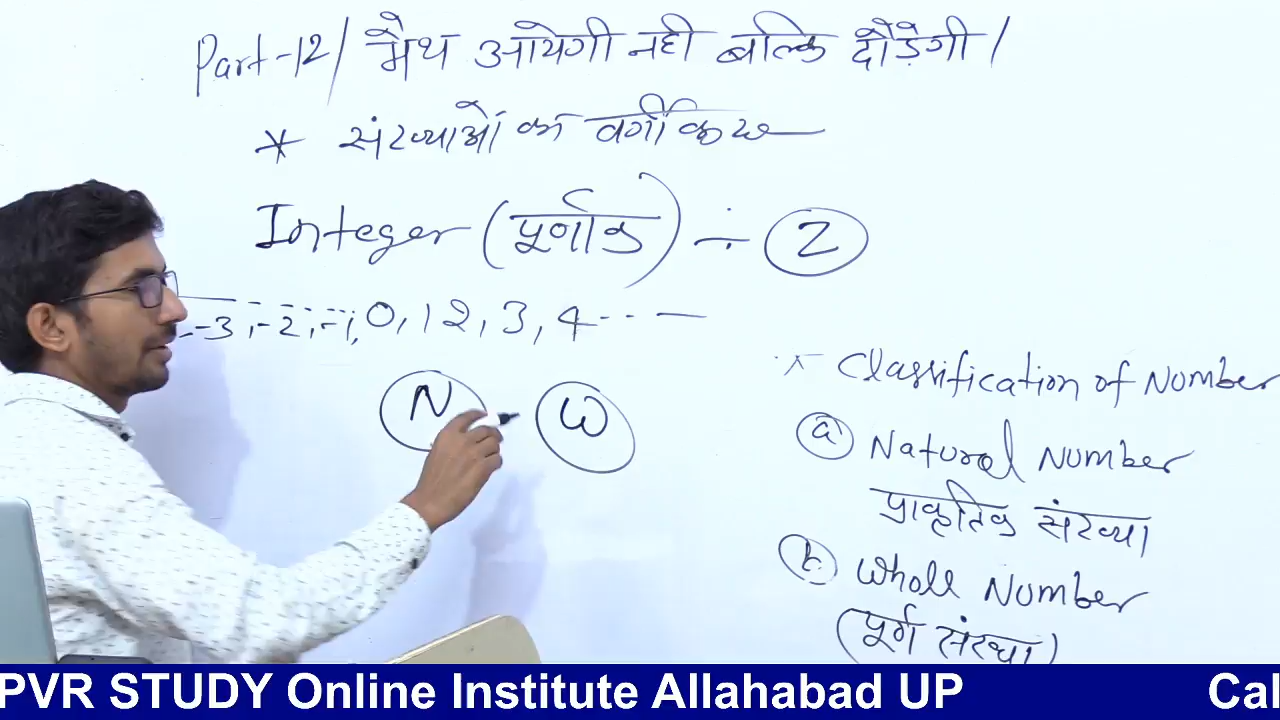 Part-12/ मैथ आयेगी नही बल्कि दौड़ेगी /
* संख्याओं का वर्गीकरण
Integer (पूर्णांक) ÷ Z
-3, -2, -1, 0, 1 2, 3, 4 - - - —
N W
* Classification of Number
(a) Natural Number
प्राकृतिक संख्या
(b) Whole Number
(पूर्ण संख्या)
PVR STUDY Online Institute Allahabad UP Cal